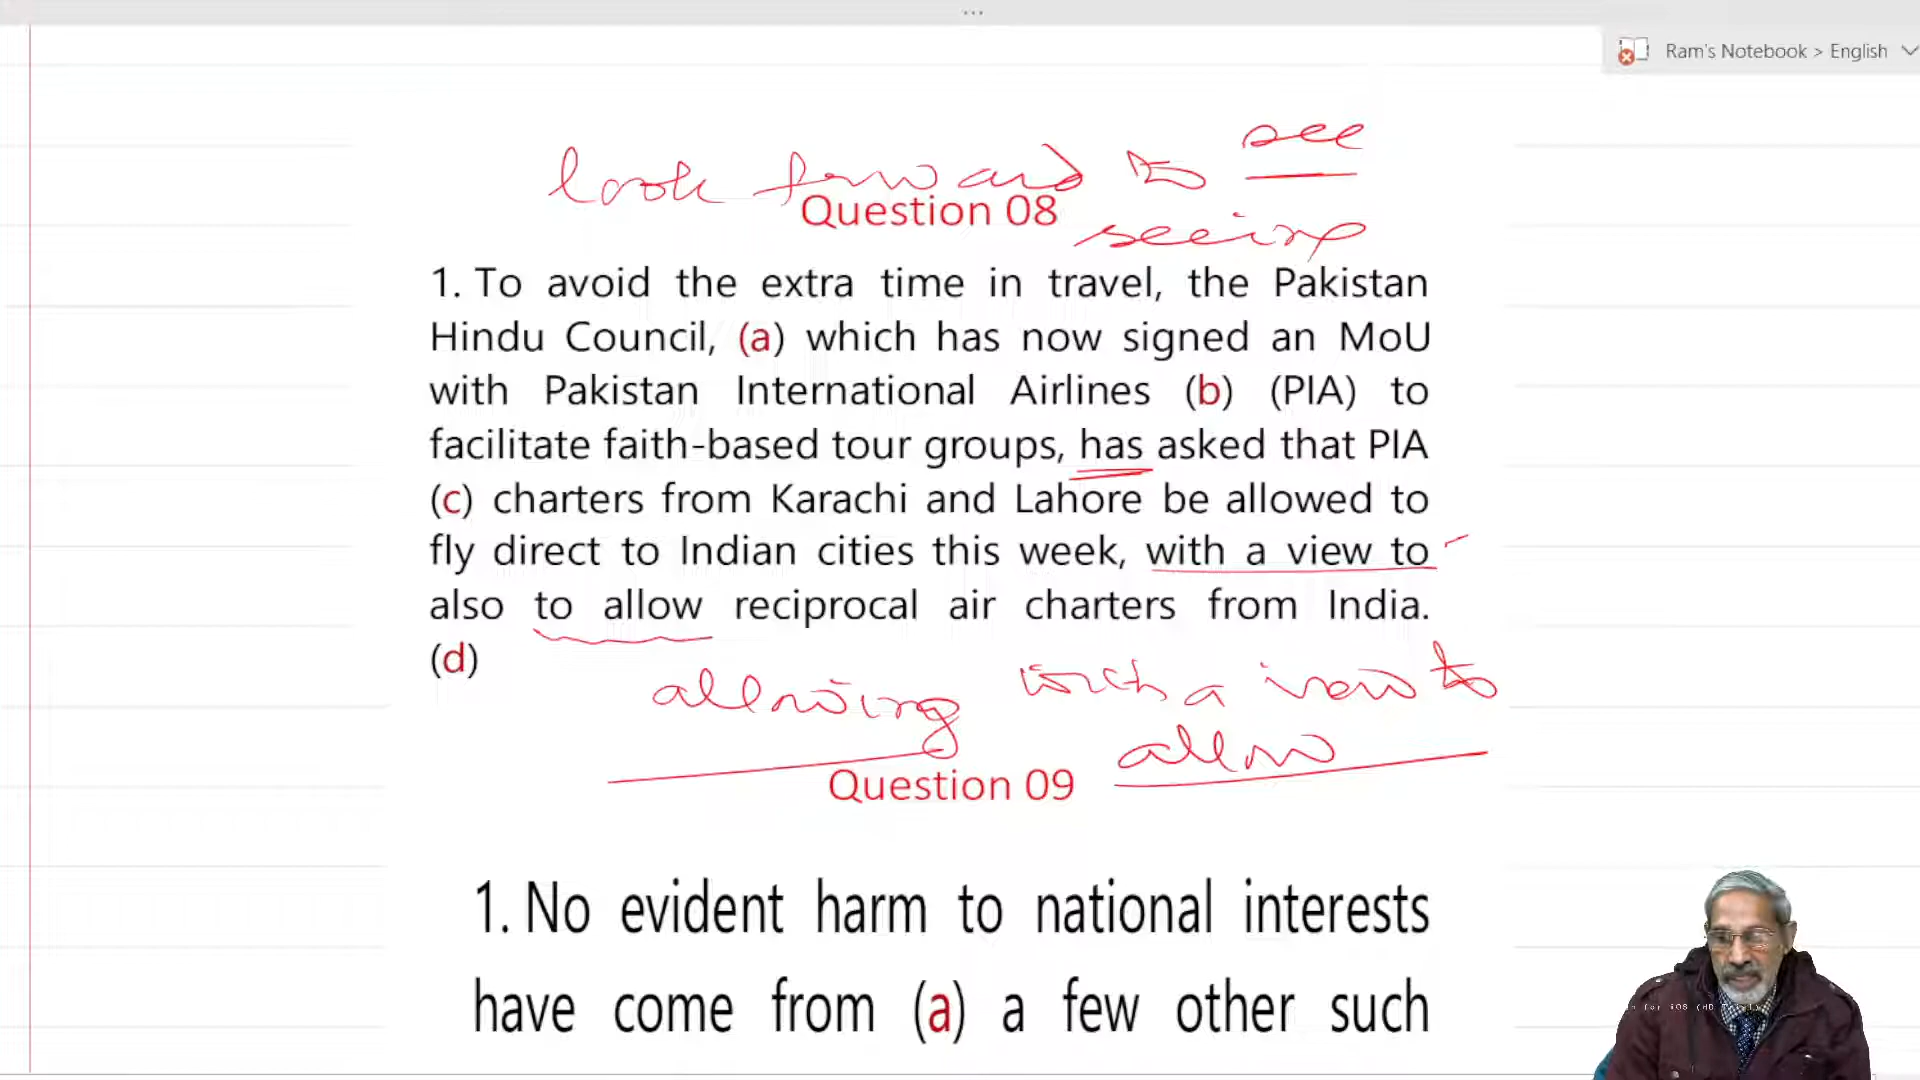 ...
Ram's Notebook > English
look forward to see
Question 08
seeing
1. To avoid the extra time in travel, the Pakistan
Hindu Council, (a) which has now signed an MoU
with Pakistan International Airlines (b) (PIA) to
facilitate faith-based tour groups, has asked that PIA
(c) charters from Karachi and Lahore be allowed to
fly direct to Indian cities this week, with a view to
also to allow reciprocal air charters from India.
(d)
allowing with a view to
allow
Question 09
1. No evident harm to national interests
have come from (a) a few other such
for iOS (HD